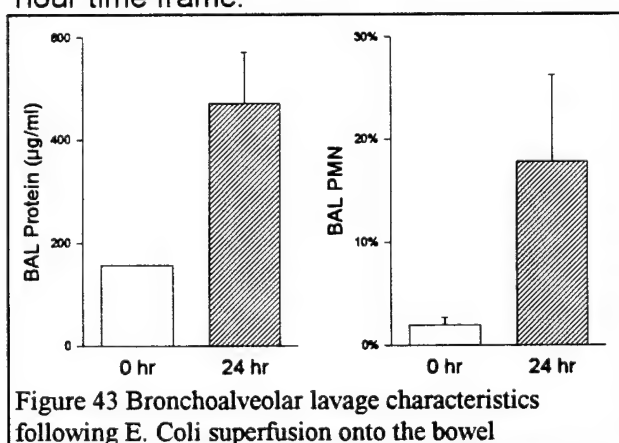 hour time frame.
600
400
200
0
BAL Protein (µg/ml)
0 hr
24 hr
30%
20%
10%
0%
BAL PMN
0 hr
24 hr
Figure 43 Bronchoalveolar lavage characteristics
following E. Coli superfusion onto the bowel